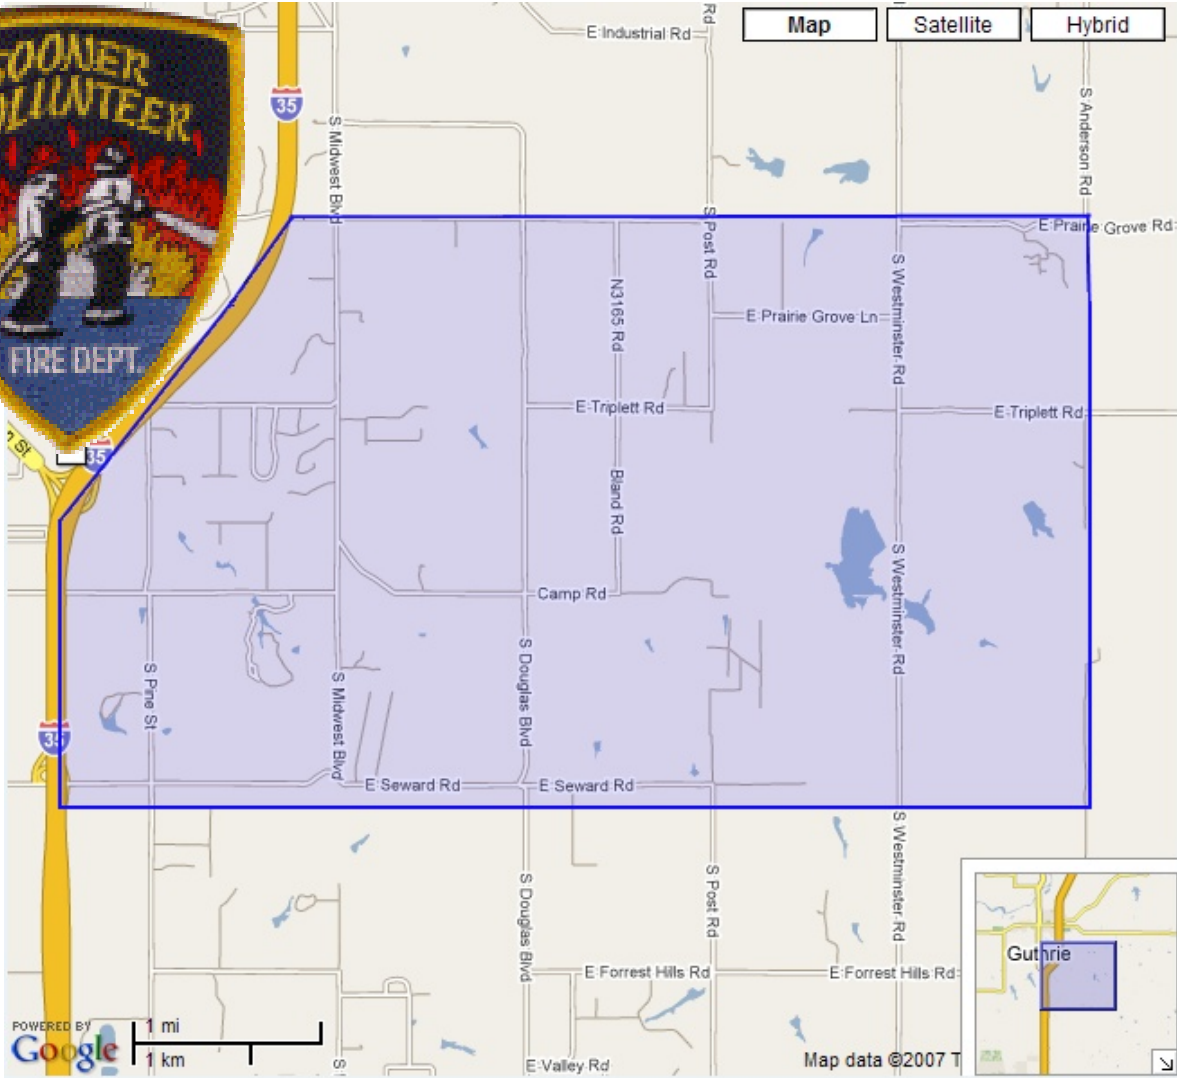 Map
Satellite
Hybrid
E Industrial Rd
Rd
35
S Midwest Blvd
S Anderson Rd
VOLUNTEER
FIRE DEPT.
S Post Rd
E Prairie Grove Rd
N3165 Rd
S Westminster Rd
E Prairie Grove Ln
E Triplett Rd
E Triplett Rd
n St
35
Bland Rd
S Westminster Rd
Camp Rd
S Pine St
S Midwest Blvd
S Douglas Blvd
35
E Seward Rd
E Seward Rd
S Westminster Rd
S Douglas Blvd
S Post Rd
Guthrie
E Forrest Hills Rd
E Forrest Hills Rd
POWERED BY
Google
1 mi
1 km
S
E Valley Rd
Map data ©2007 T